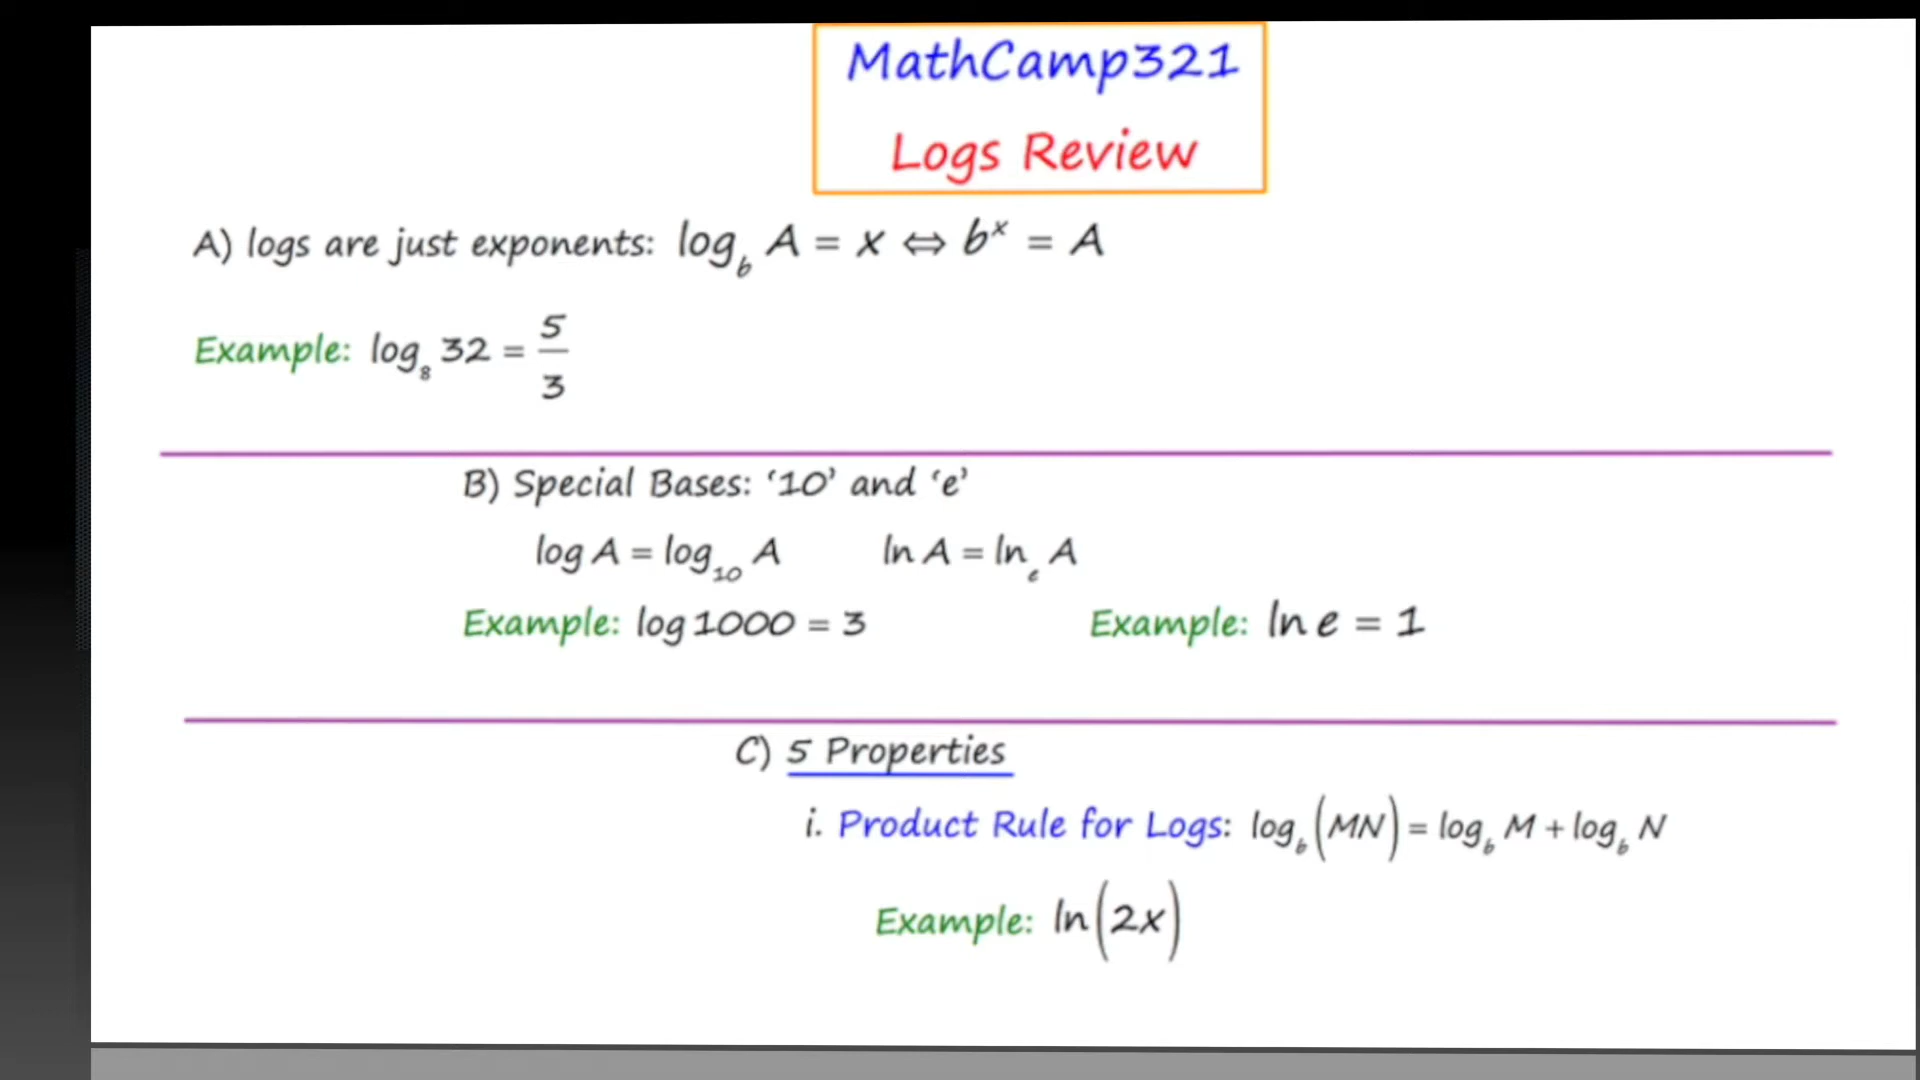 MathCamp321
Logs Review
A) logs are just exponents: log_b A = x ⇔ b^x = A
Example: log_8 32 = 5/3
B) Special Bases: ‘10’ and ‘e’
log A = log_10 A ln A = ln_e A
Example: log 1000 = 3 Example: ln e = 1
C) 5 Properties
i. Product Rule for Logs: log_b (MN) = log_b M + log_b N
Example: ln(2x)